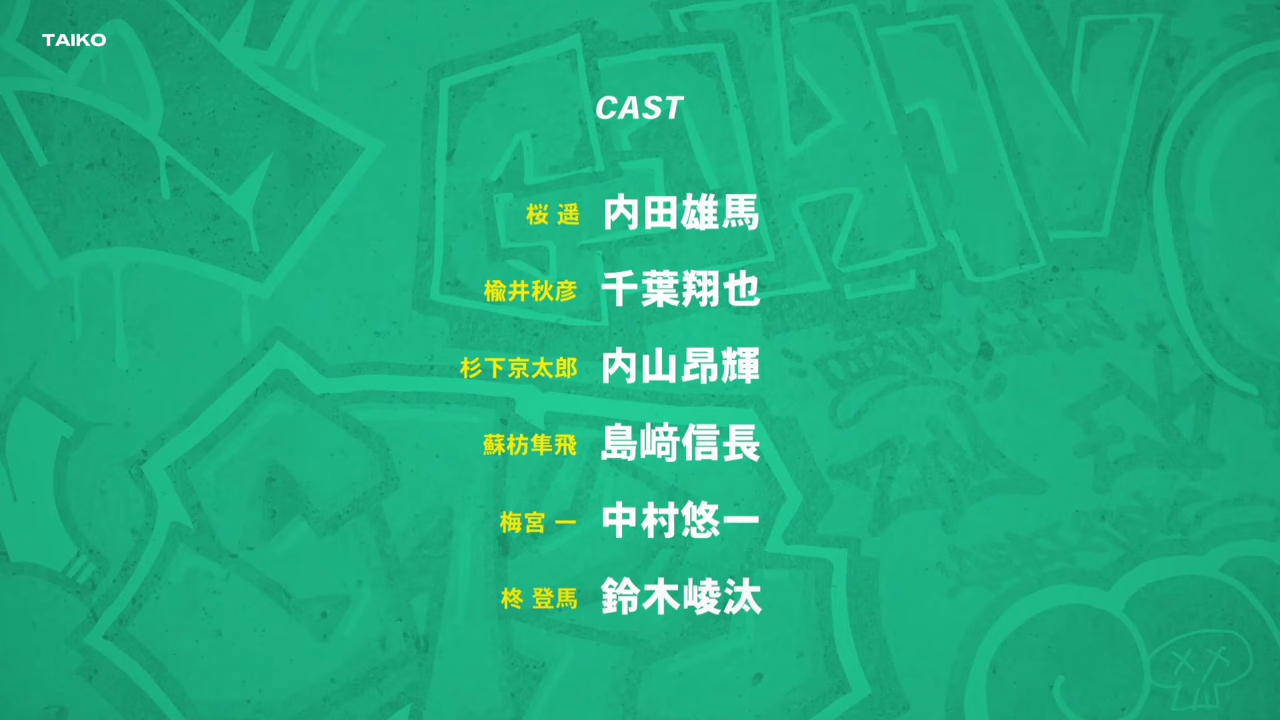 TAIKO
CAST
桜 遥 内田雄馬
楡井秋彦 千葉翔也
杉下京太郎 内山昂輝
蘇枋隼飛 島﨑信長
梅宮 一 中村悠一
柊 登馬 鈴木崚汰